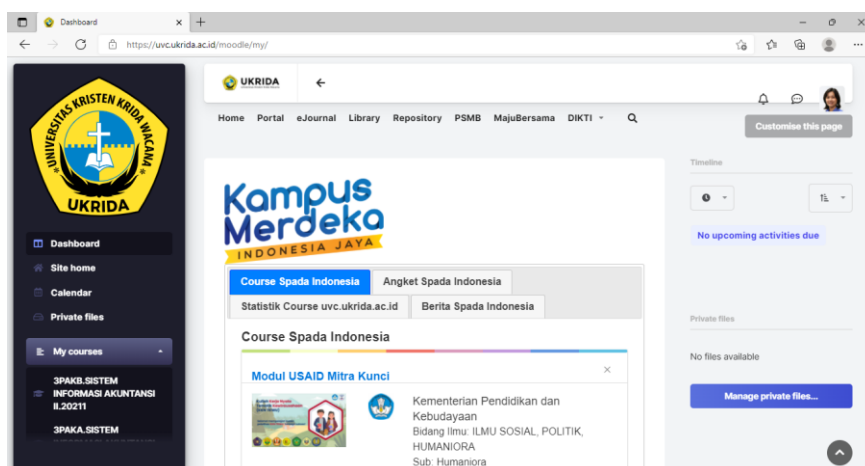 Dashboard
https://uvc.ukrida.ac.id/moodle/my/
UNIVERSITAS KRISTEN KRIDA WACANA
UKRIDA
Dashboard
Site home
Calendar
Private files
My courses
3PAKB.SISTEM
INFORMASI AKUNTANSI
II.20211
3PAKA.SISTEM
UKRIDA
Home Portal eJournal Library Repository PSMB MajuBersama DIKTI
Customise this page
Kampus
Merdeka
INDONESIA JAYA
Course Spada Indonesia Angket Spada Indonesia
Statistik Course uvc.ukrida.ac.id Berita Spada Indonesia
Course Spada Indonesia
Modul USAID Mitra Kunci
Kementerian Pendidikan dan
Kebudayaan
Bidang Ilmu: ILMU SOSIAL, POLITIK,
HUMANIORA
Sub: Humaniora
Timeline
No upcoming activities due
Private files
No files available
Manage private files...